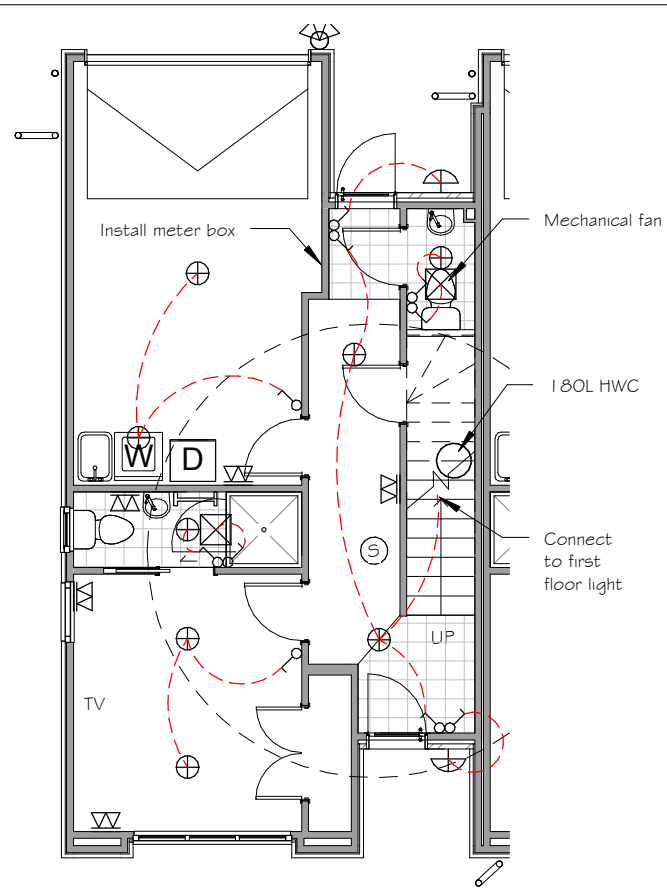 Install meter box
Mechanical fan
180L HWC
W
D
Connect
to first
floor light
S
UP
TV